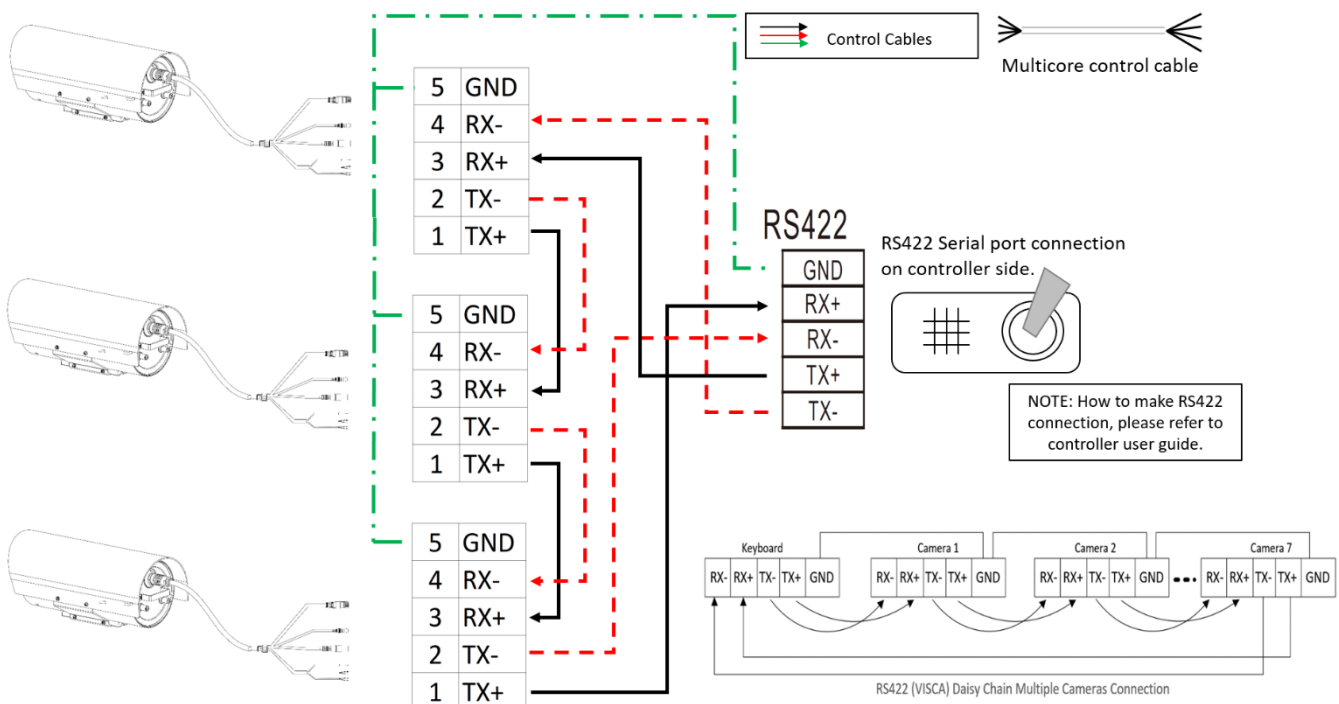 Control Cables
Multicore control cable
5 GND
4 RX-
3 RX+
2 TX-
1 TX+
5 GND
4 RX-
3 RX+
2 TX-
1 TX+
5 GND
4 RX-
3 RX+
2 TX-
1 TX+
RS422
GND
RX+
RX-
TX+
TX-
RS422 Serial port connection
on controller side.
NOTE: How to make RS422
connection, please refer to
controller user guide.
Keyboard
RX- RX+ TX- TX+ GND
Camera 1
RX- RX+ TX- TX+ GND
Camera 2
RX- RX+ TX- TX+ GND
Camera 7
RX- RX+ TX- TX+ GND
RS422 (VISCA) Daisy Chain Multiple Cameras Connection